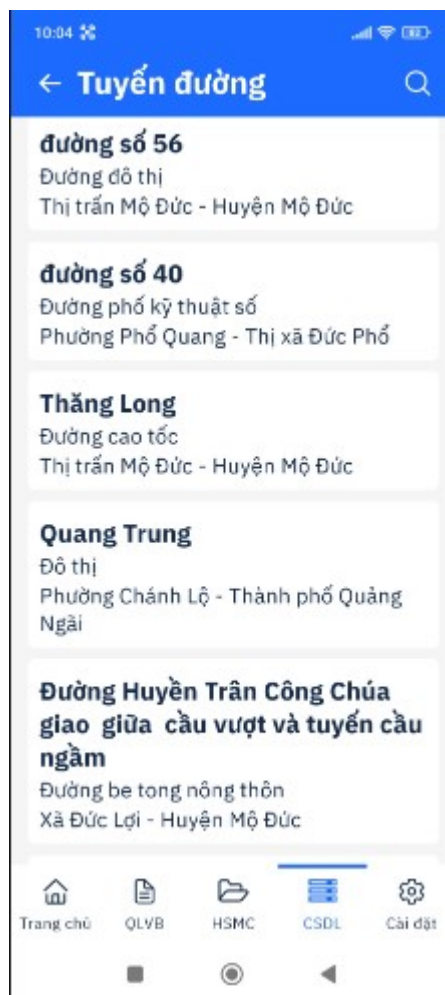 10:04
82
Tuyến đường
đường số 56
Đường đô thị
Thị trấn Mộ Đức - Huyện Mộ Đức
đường số 40
Đường phố kỹ thuật số
Phường Phổ Quang - Thị xã Đức Phổ
Thăng Long
Đường cao tốc
Thị trấn Mộ Đức - Huyện Mộ Đức
Quang Trung
Đô thị
Phường Chánh Lộ - Thành phố Quảng
Ngãi
Đường Huyền Trân Công Chúa
giao giữa cầu vượt và tuyến cầu
ngầm
Đường be tong nông thôn
Xã Đức Lợi - Huyện Mộ Đức
Trang chủ QLVB HSMC CSDL Cài đặt